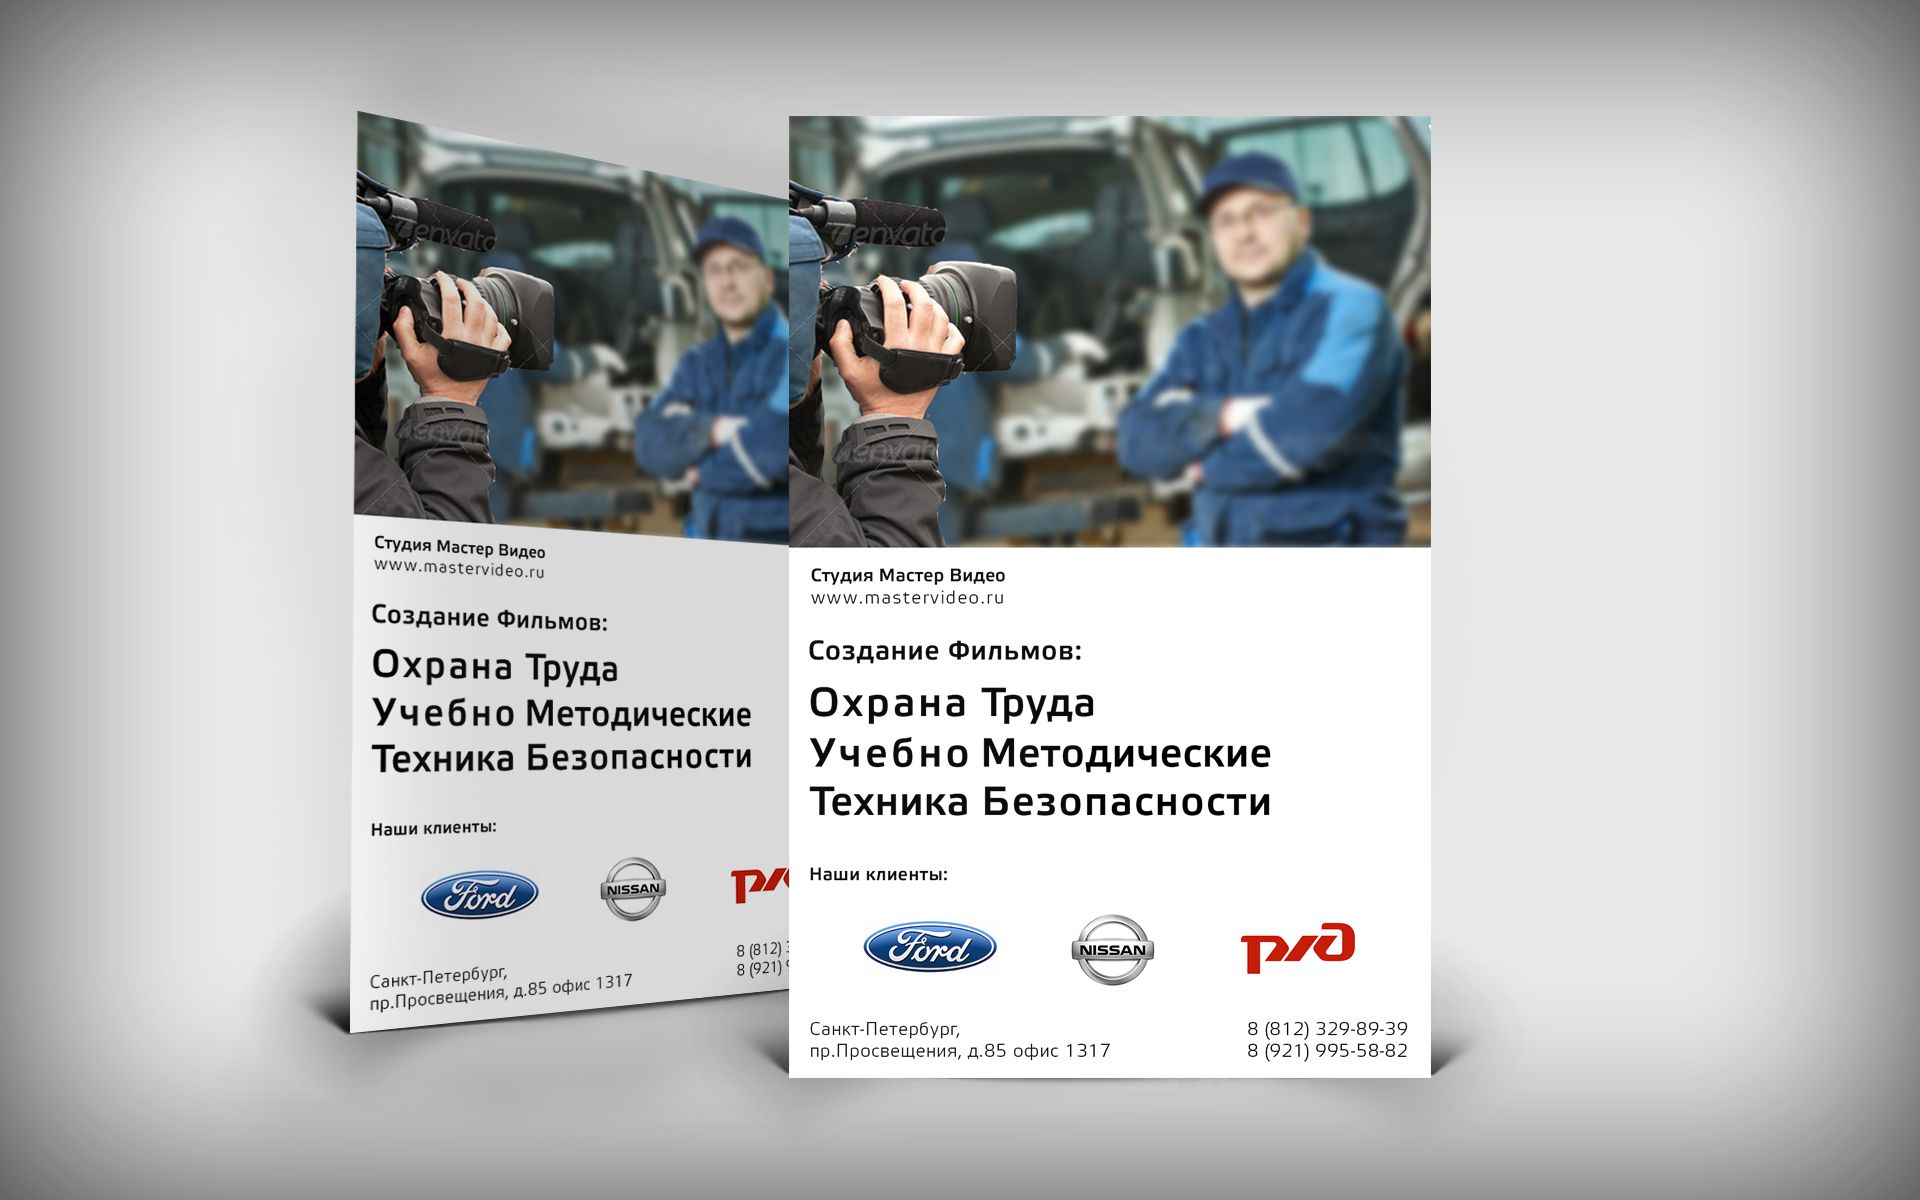 envato
envato
Студия Мастер Видео
www.mastervideo.ru
Создание Фильмов:
Охрана Труда
Учебно Методические
Техника Безопасности
Наши клиенты:
Ford
NISSAN
ржд
8 (812) 3
8 (921) 9
Санкт-Петербург,
пр.Просвещения, д.85 офис 1317
envato
envato
Студия Мастер Видео
www.mastervideo.ru
Создание Фильмов:
Охрана Труда
Учебно Методические
Техника Безопасности
Наши клиенты:
Ford
NISSAN
ржд
Санкт-Петербург,
пр.Просвещения, д.85 офис 1317
8 (812) 329-89-39
8 (921) 995-58-82